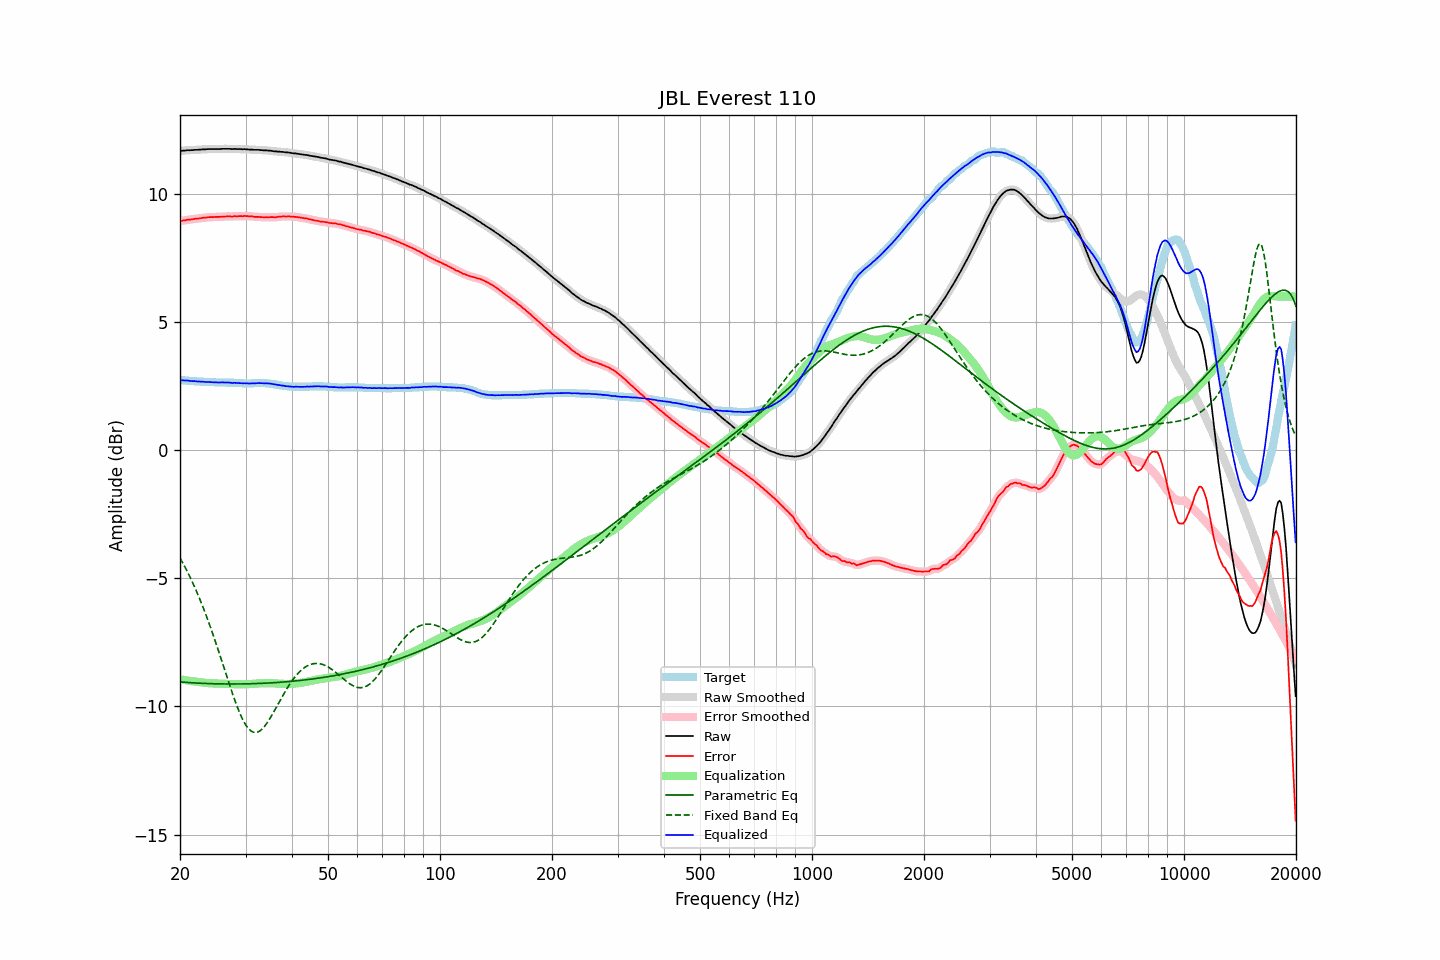 JBL Everest 110
Amplitude (dBr)
10
5
0
−5
−10
−15
Target
Raw Smoothed
Error Smoothed
Raw
Error
Equalization
Parametric Eq
Fixed Band Eq
Equalized
20 50 100 200 500 1000 2000 5000 10000 20000
Frequency (Hz)